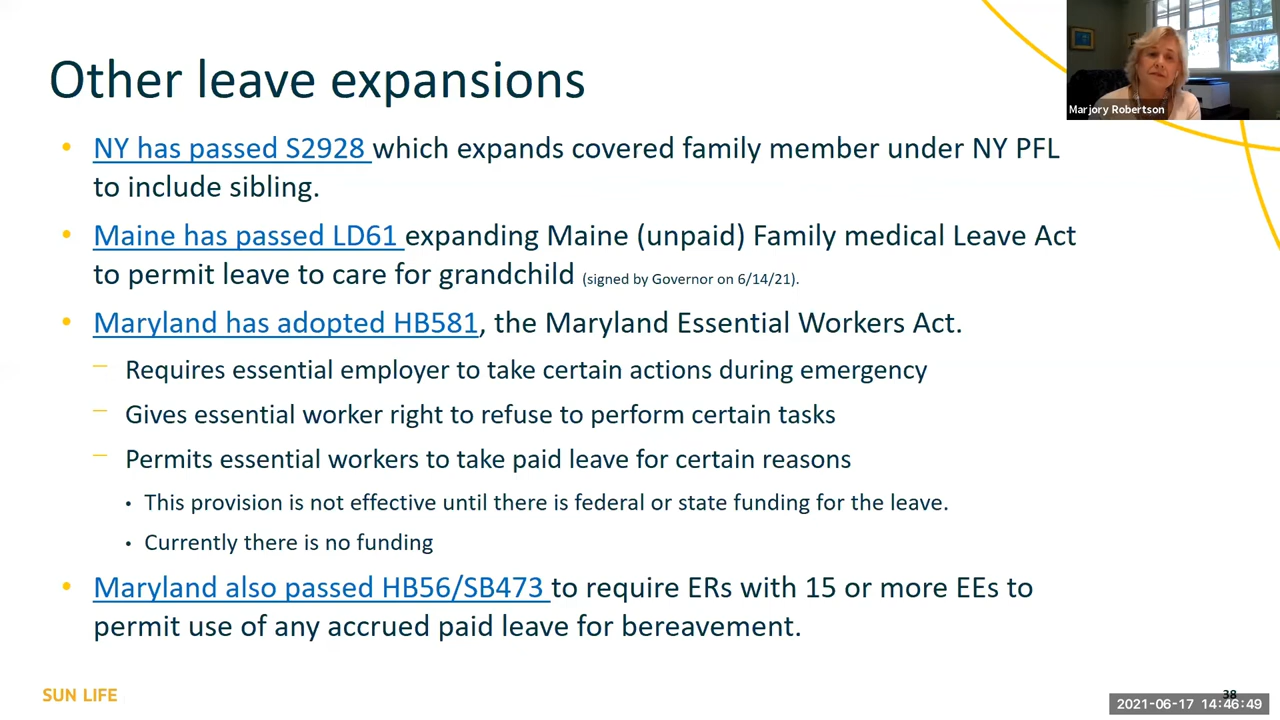 Other leave expansions
Marjory Robertson
• NY has passed S2928 which expands covered family member under NY PFL
to include sibling.
• Maine has passed LD61 expanding Maine (unpaid) Family medical Leave Act
to permit leave to care for grandchild (signed by Governor on 6/14/21).
• Maryland has adopted HB581, the Maryland Essential Workers Act.
– Requires essential employer to take certain actions during emergency
– Gives essential worker right to refuse to perform certain tasks
– Permits essential workers to take paid leave for certain reasons
• This provision is not effective until there is federal or state funding for the leave.
• Currently there is no funding
• Maryland also passed HB56/SB473 to require ERs with 15 or more EEs to
permit use of any accrued paid leave for bereavement.
SUN LIFE
38
2021-06-17 14:46:49